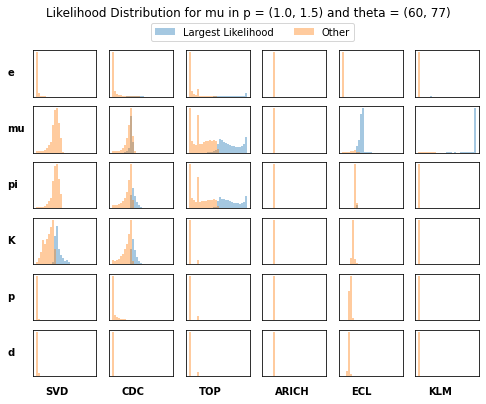 Likelihood Distribution for mu in p = (1.0, 1.5) and theta = (60, 77)
Largest Likelihood Other
e
mu
pi
K
p
d
SVD CDC TOP ARICH ECL KLM